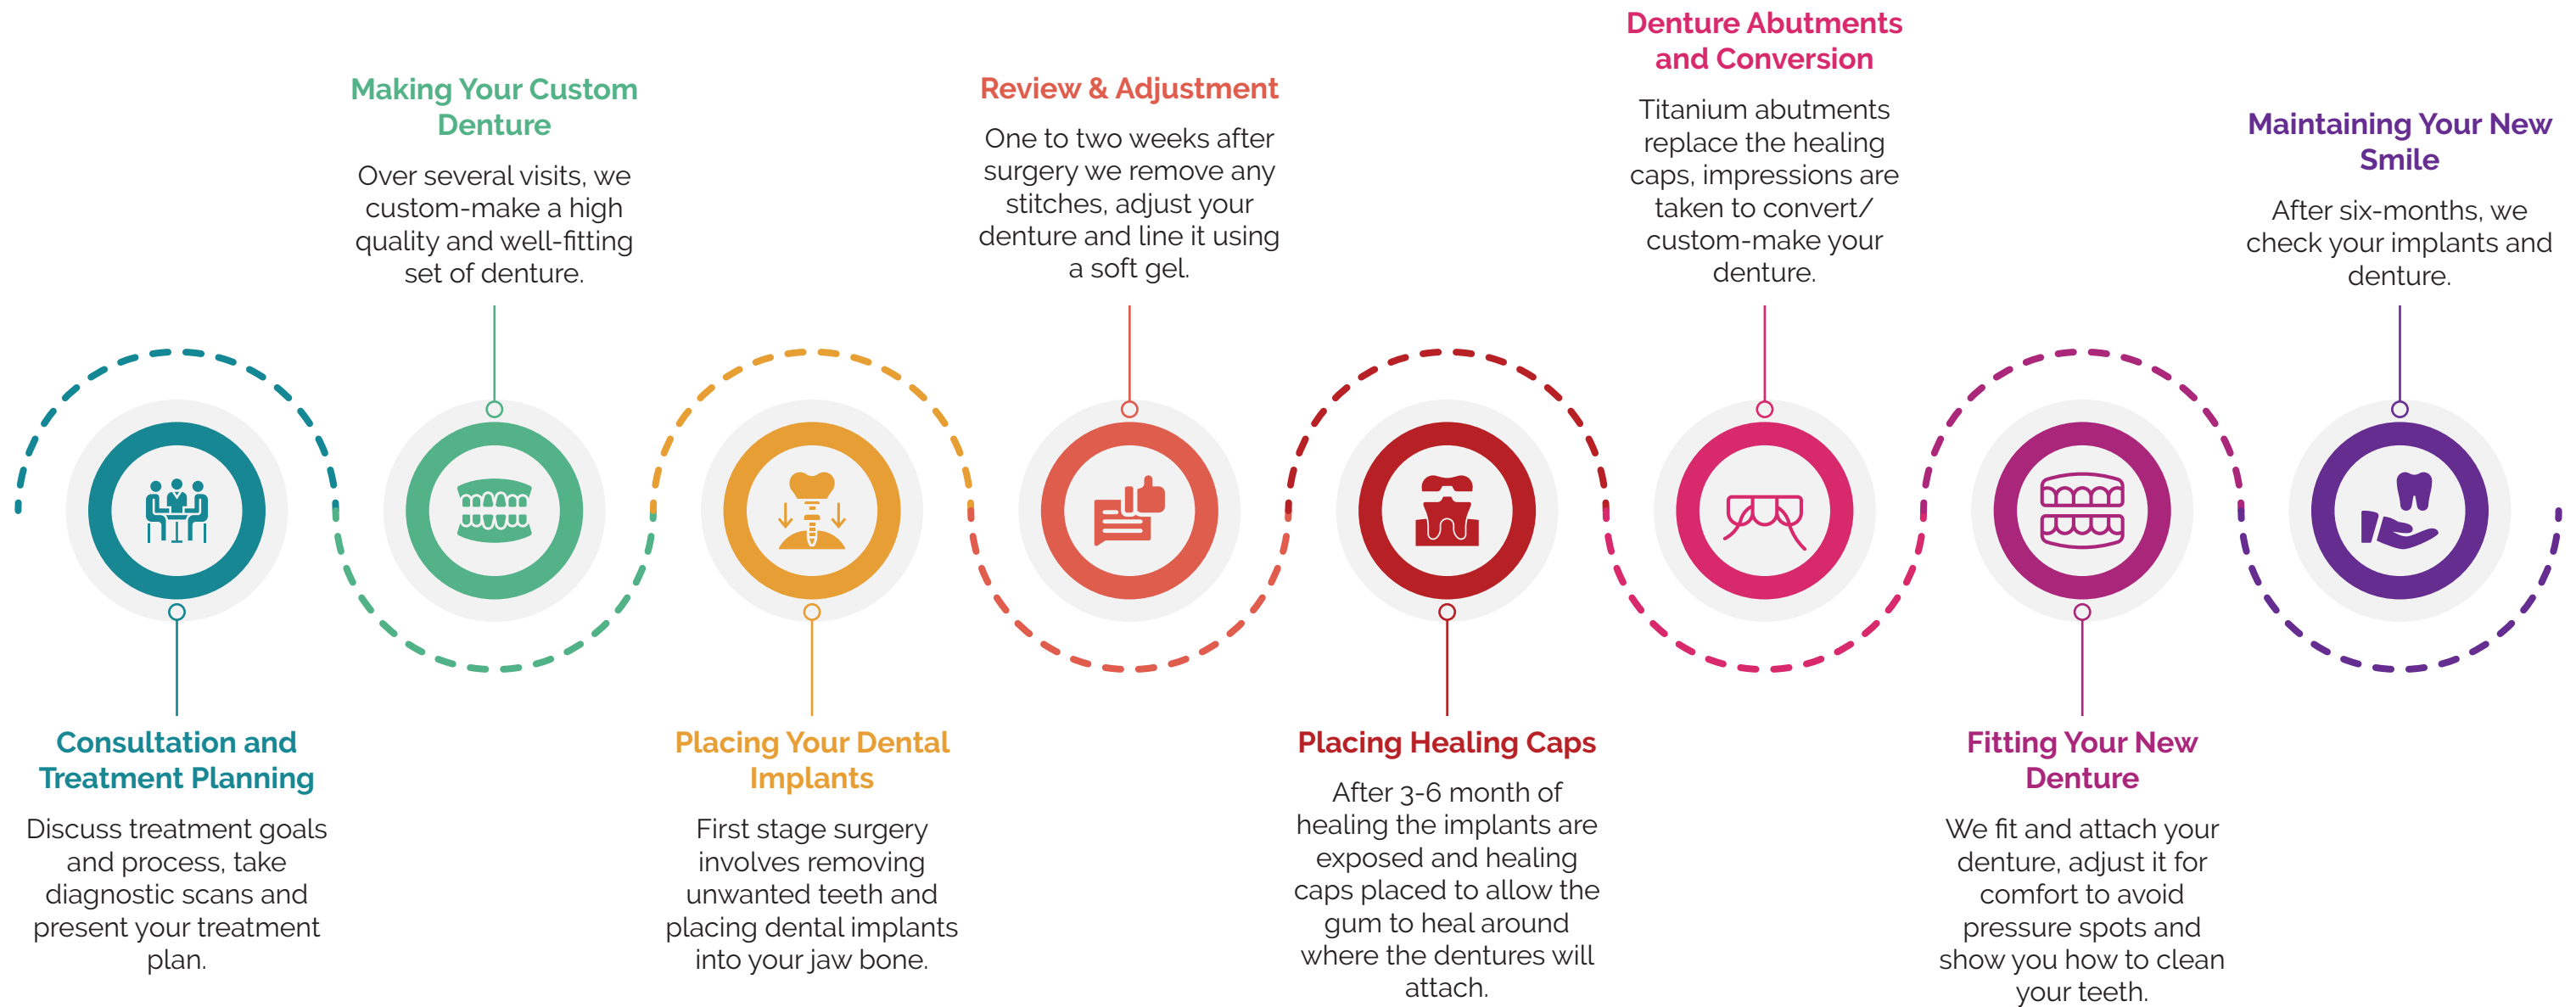 Consultation and
Treatment Planning
Discuss treatment goals
and process, take
diagnostic scans and
present your treatment
plan.
Making Your Custom
Denture
Over several visits, we
custom-make a high
quality and well-fitting
set of denture.
Placing Your Dental
Implants
First stage surgery
involves removing
unwanted teeth and
placing dental implants
into your jaw bone.
Review & Adjustment
One to two weeks after
surgery we remove any
stitches, adjust your
denture and line it using
a soft gel.
Placing Healing Caps
After 3-6 month of
healing the implants are
exposed and healing
caps placed to allow the
gum to heal around
where the dentures will
attach.
Denture Abutments
and Conversion
Titanium abutments
replace the healing
caps, impressions are
taken to convert/
custom-make your
denture.
Fitting Your New
Denture
We fit and attach your
denture, adjust it for
comfort to avoid
pressure spots and
show you how to clean
your teeth.
Maintaining Your New
Smile
After six-months, we
check your implants and
denture.